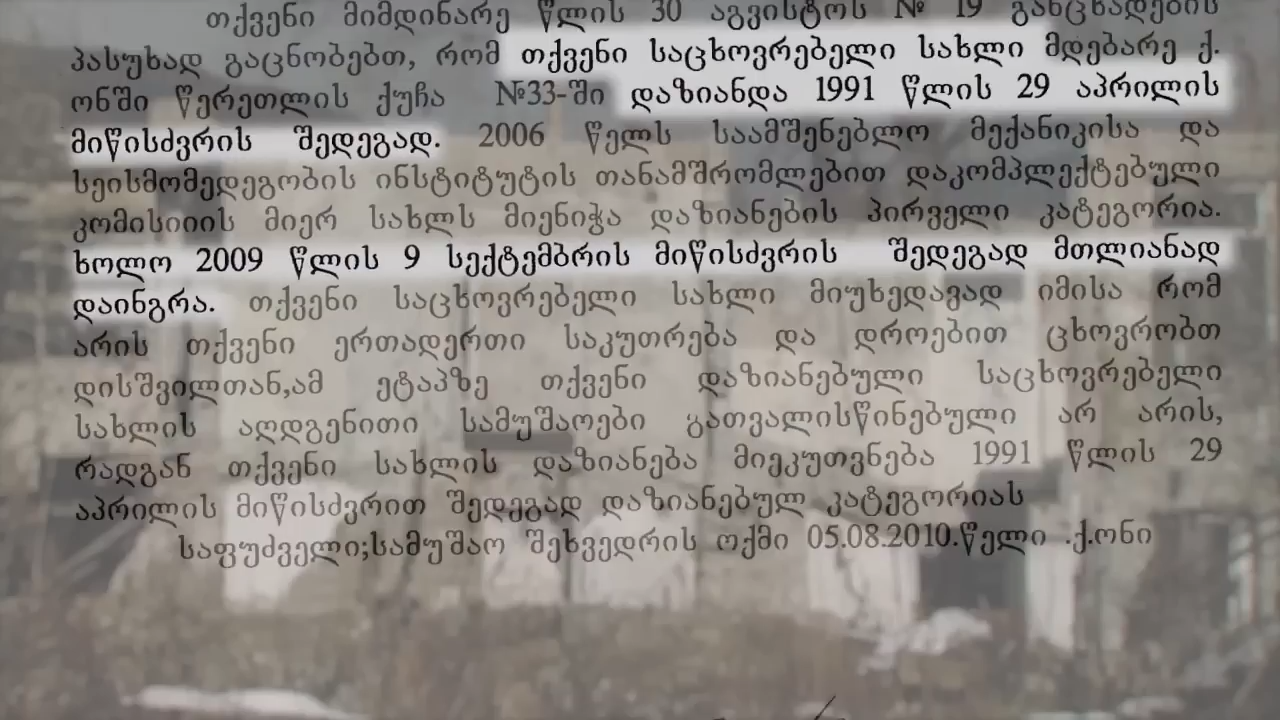 თქვენი მიმდინარე წლის 30 აგვისტოს № 19 განცხადების
პასუხად გაცნობებთ, რომ თქვენი საცხოვრებელი სახლი მდებარე ქ.
ონში წერეთლის ქუჩა №33-ში დაზიანდა 1991 წლის 29 აპრილის
მიწისძვრის შედეგად. 2006 წელს საამშენებლო მექანიკისა და
სეისმომედეგობის ინსტიტუტის თანამშრომლებით დაკომპლექტებული
კომისიიის მიერ სახლს მიენიჭა დაზიანების პირველი კატეგორია.
ხოლო 2009 წლის 9 სექტემბრის მიწისძვრის შედეგად მთლიანად
დაინგრა. თქვენი საცხოვრებელი სახლი მიუხედავად იმისა რომ
არის თქვენი ერთადერთი საკუთრება და დროებით ცხოვრობთ
დისშვილთან,ამ ეტაპზე თქვენი დაზიანებული საცხოვრებელი
სახლის აღდგენითი სამუშაოები გათვალისწინებული არ არის,
რადგან თქვენი სახლის დაზიანება მიეკუთვნება 1991 წლის 29
აპრილის მიწისძვრით შედეგად დაზიანებულ კატეგორიას
საფუძველი;სამუშაო შეხვედრის ოქმი 05.08.2010.წელი .ქ.ონი